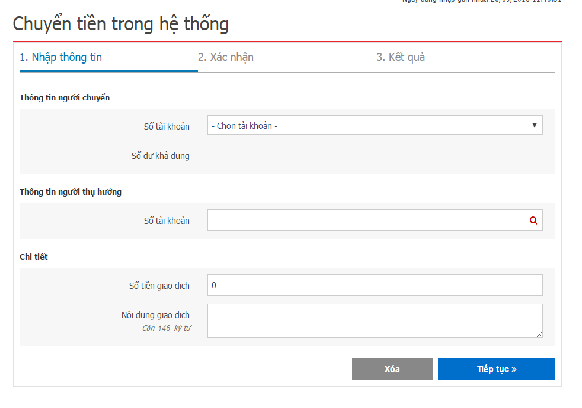 Chuyển tiền trong hệ thống
1. Nhập thông tin
2. Xác nhận
3. Kết quả
Thông tin người chuyển
Số tài khoản
- Chọn tài khoản -
Số dư khả dụng
Thông tin người thụ hưởng
Số tài khoản
Chi tiết
Số tiền giao dịch
0
Nội dung giao dịch
Còn 146 ký tự
Xóa
Tiếp tục »